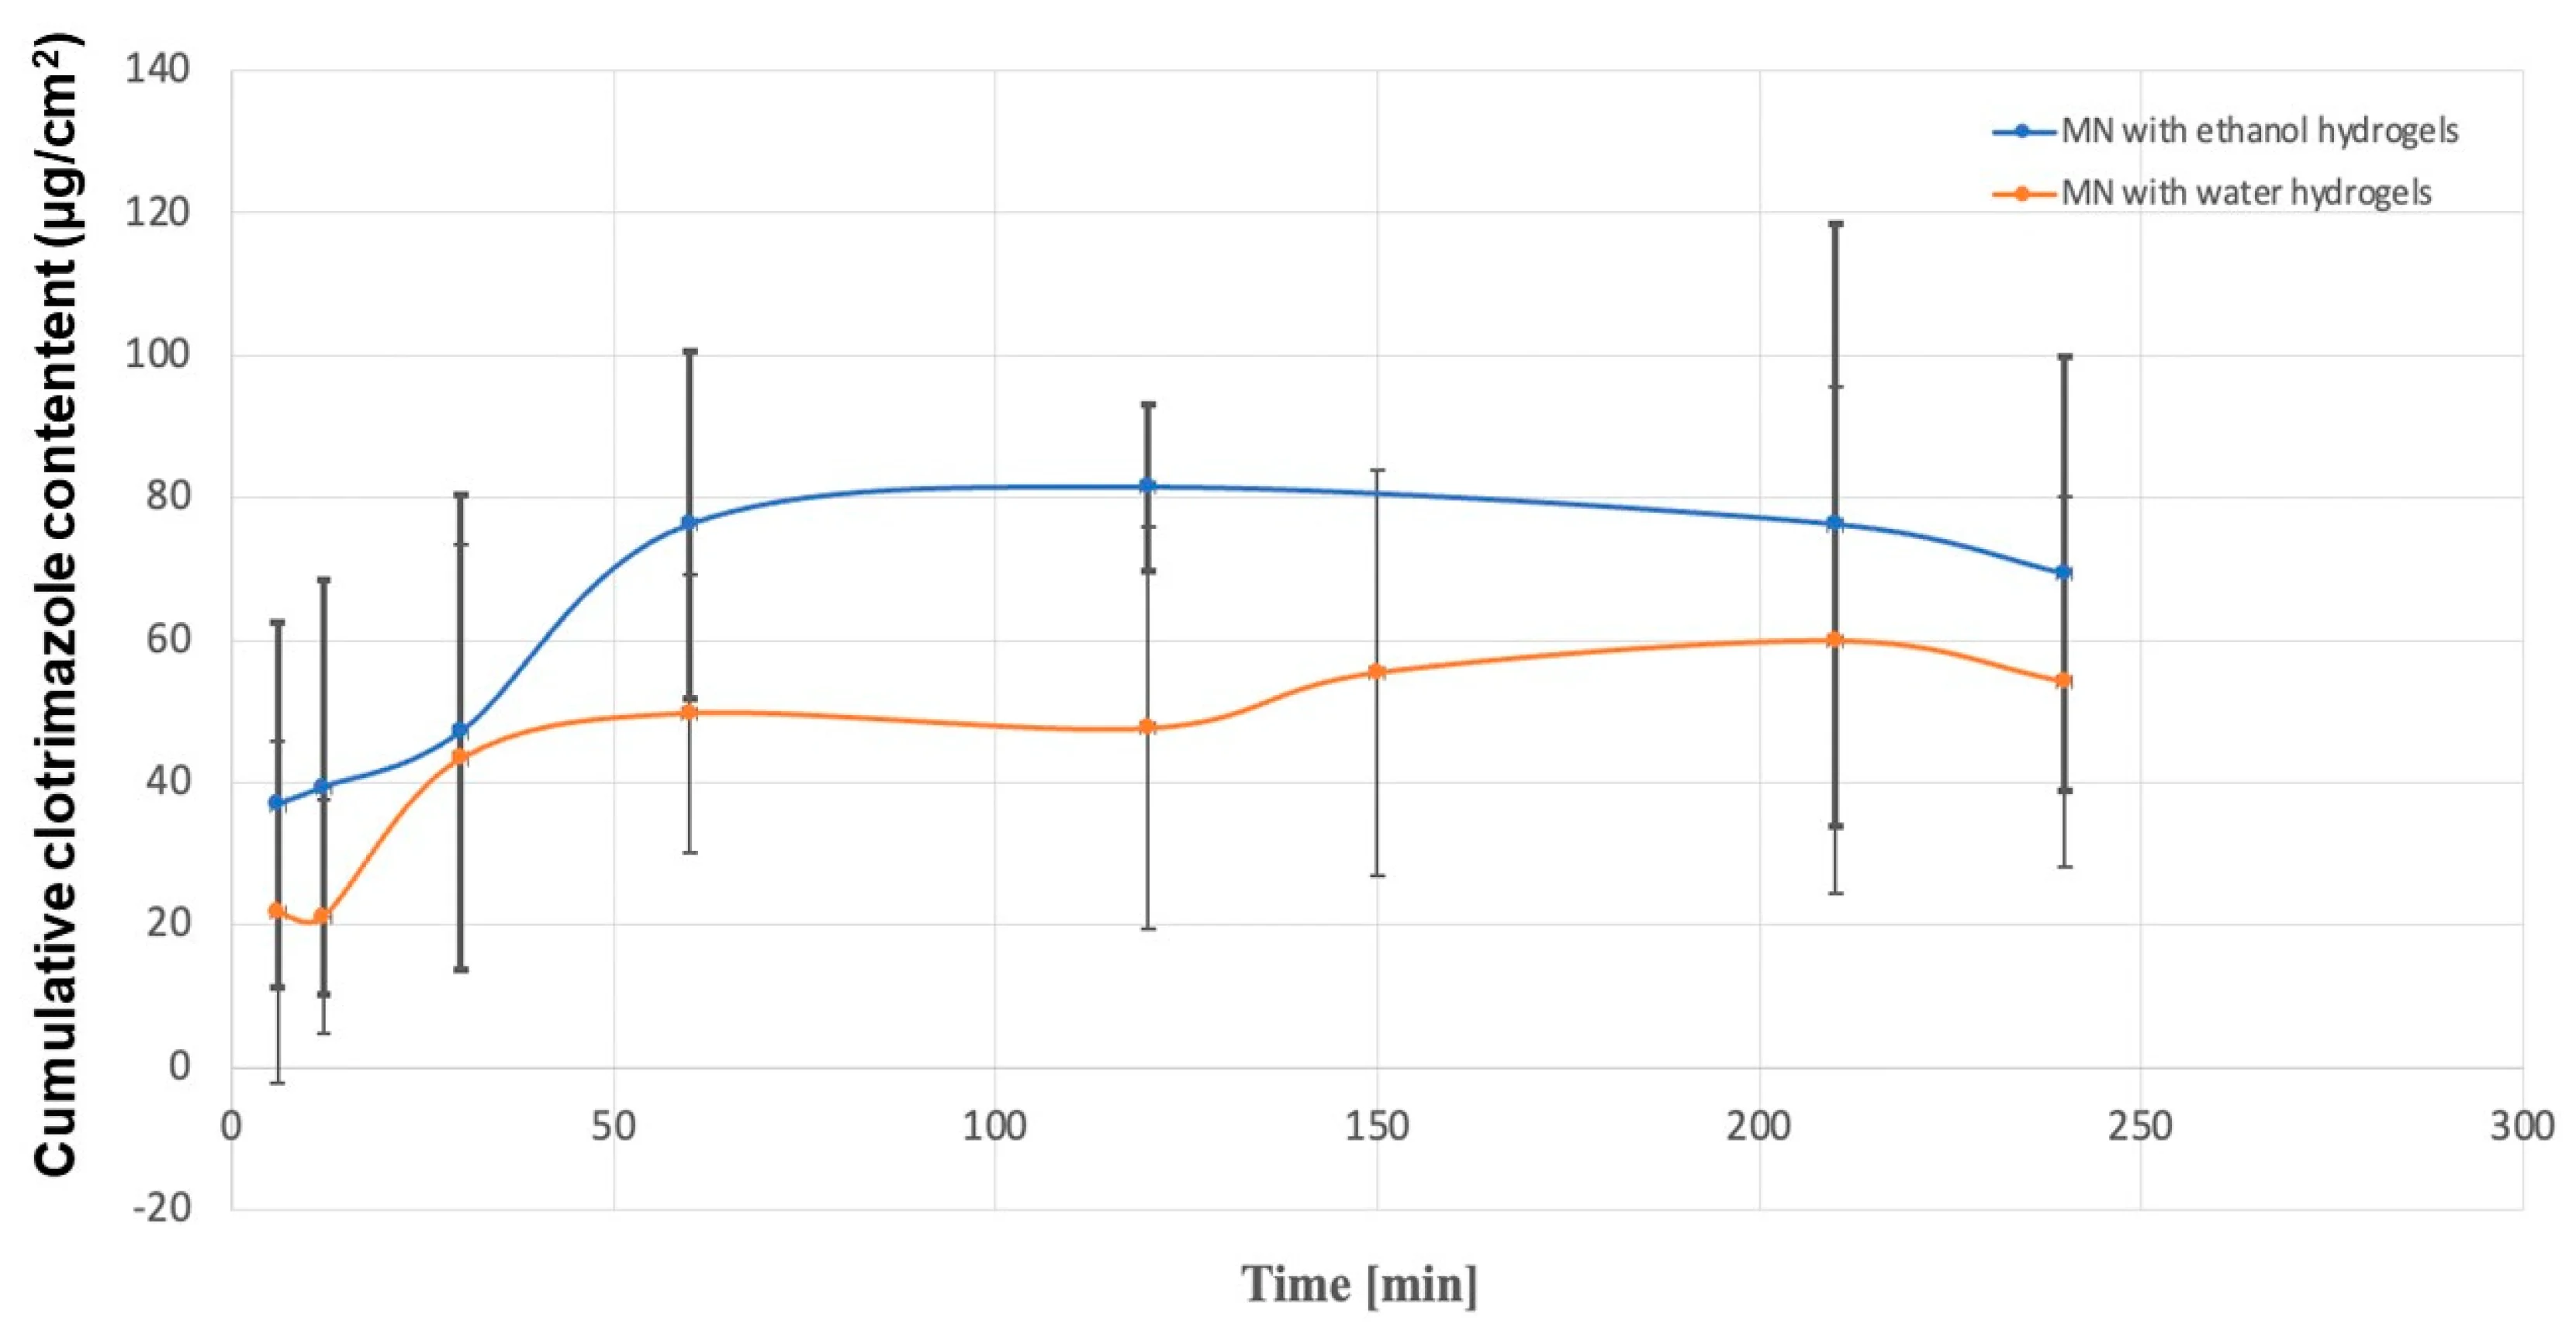 Cumulative clotrimazole contentent (µg/cm²)
140
120
100
80
60
40
20
0
-20
MN with ethanol hydrogels
MN with water hydrogels
0 50 100 150 200 250 300
Time [min]